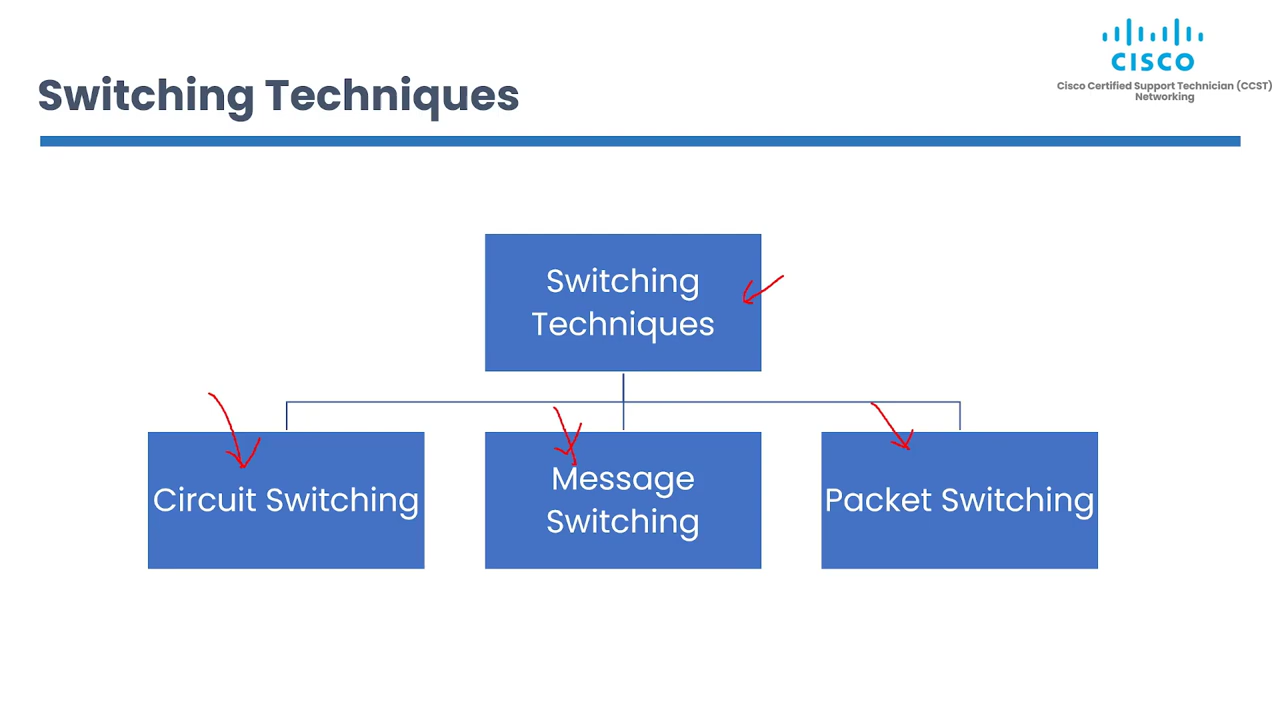 CISCO
Cisco Certified Support Technician (CCST)
Networking
Switching Techniques
Switching
Techniques
Circuit Switching
Message
Switching
Packet Switching